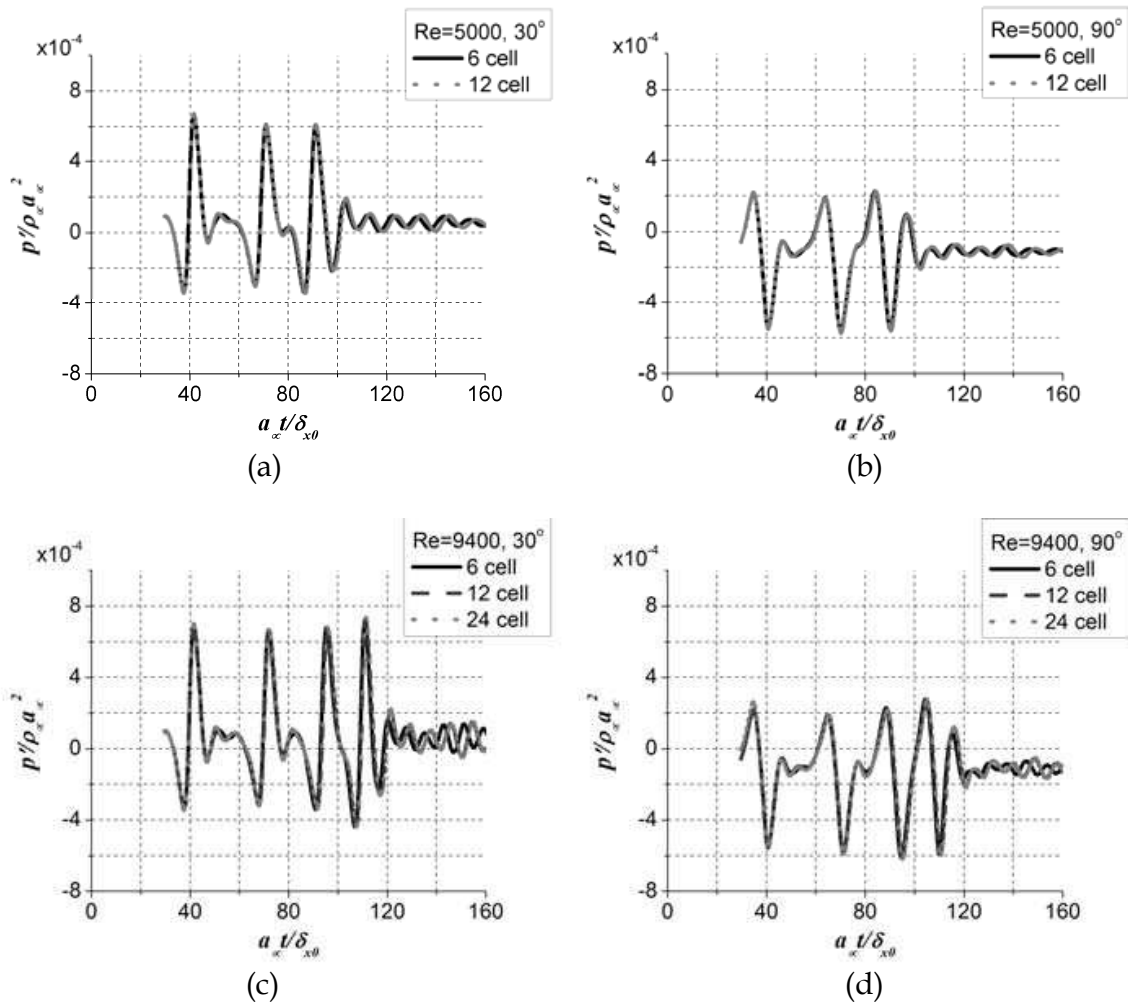 Re=5000, 30°
6 cell
12 cell
x10⁻⁴
8
4
0
-4
-8
p'/ρ∝a∝²
0 40 80 120 160
a∝t/δx0
(a)
Re=5000, 90°
6 cell
12 cell
x10⁻⁴
8
4
0
-4
-8
p'/ρ∝a∝²
0 40 80 120 160
a∝t/δx0
(b)
Re=9400, 30°
6 cell
12 cell
24 cell
x10⁻⁴
8
4
0
-4
-8
p'/ρ∝a∝²
0 40 80 120 160
a∝t/δx0
(c)
Re=9400, 90°
6 cell
12 cell
24 cell
x10⁻⁴
8
4
0
-4
-8
p'/ρ∝a∝²
0 40 80 120 160
a∝t/δx0
(d)